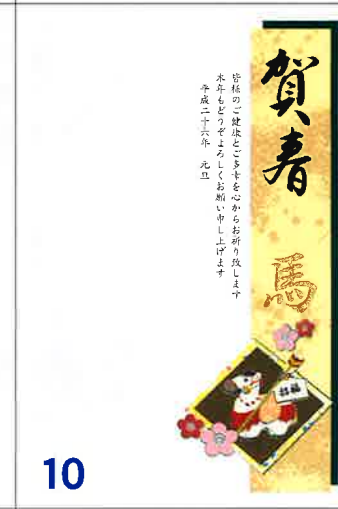 賀春
馬
皆様のご健康とご多幸を心からお祈り致します
本年もどうぞよろしくお願い申し上げます
平成二十六年　元旦
10